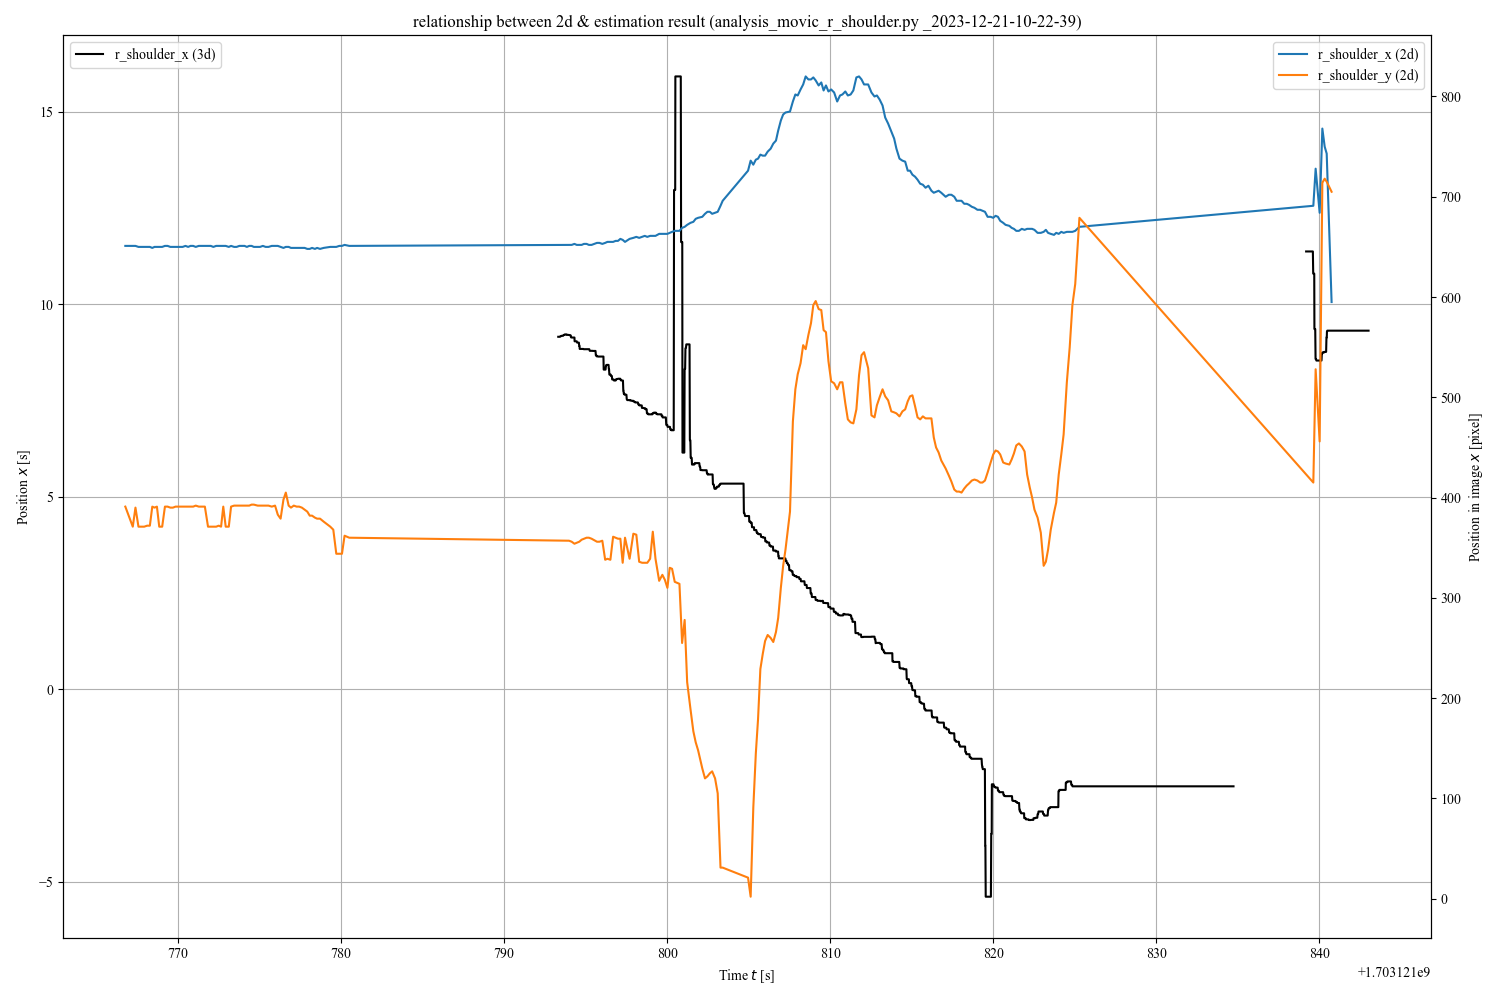 relationship between 2d & estimation result (analysis_movic_r_shoulder.py _2023-12-21-10-22-39)
r_shoulder_x (3d)
r_shoulder_x (2d)
r_shoulder_y (2d)
15
10
5
0
−5
Position x [s]
800
700
600
500
400
300
200
100
0
Position in image x [pixel]
770
780
790
800
810
820
830
840
Time t [s]
+1.703121e9